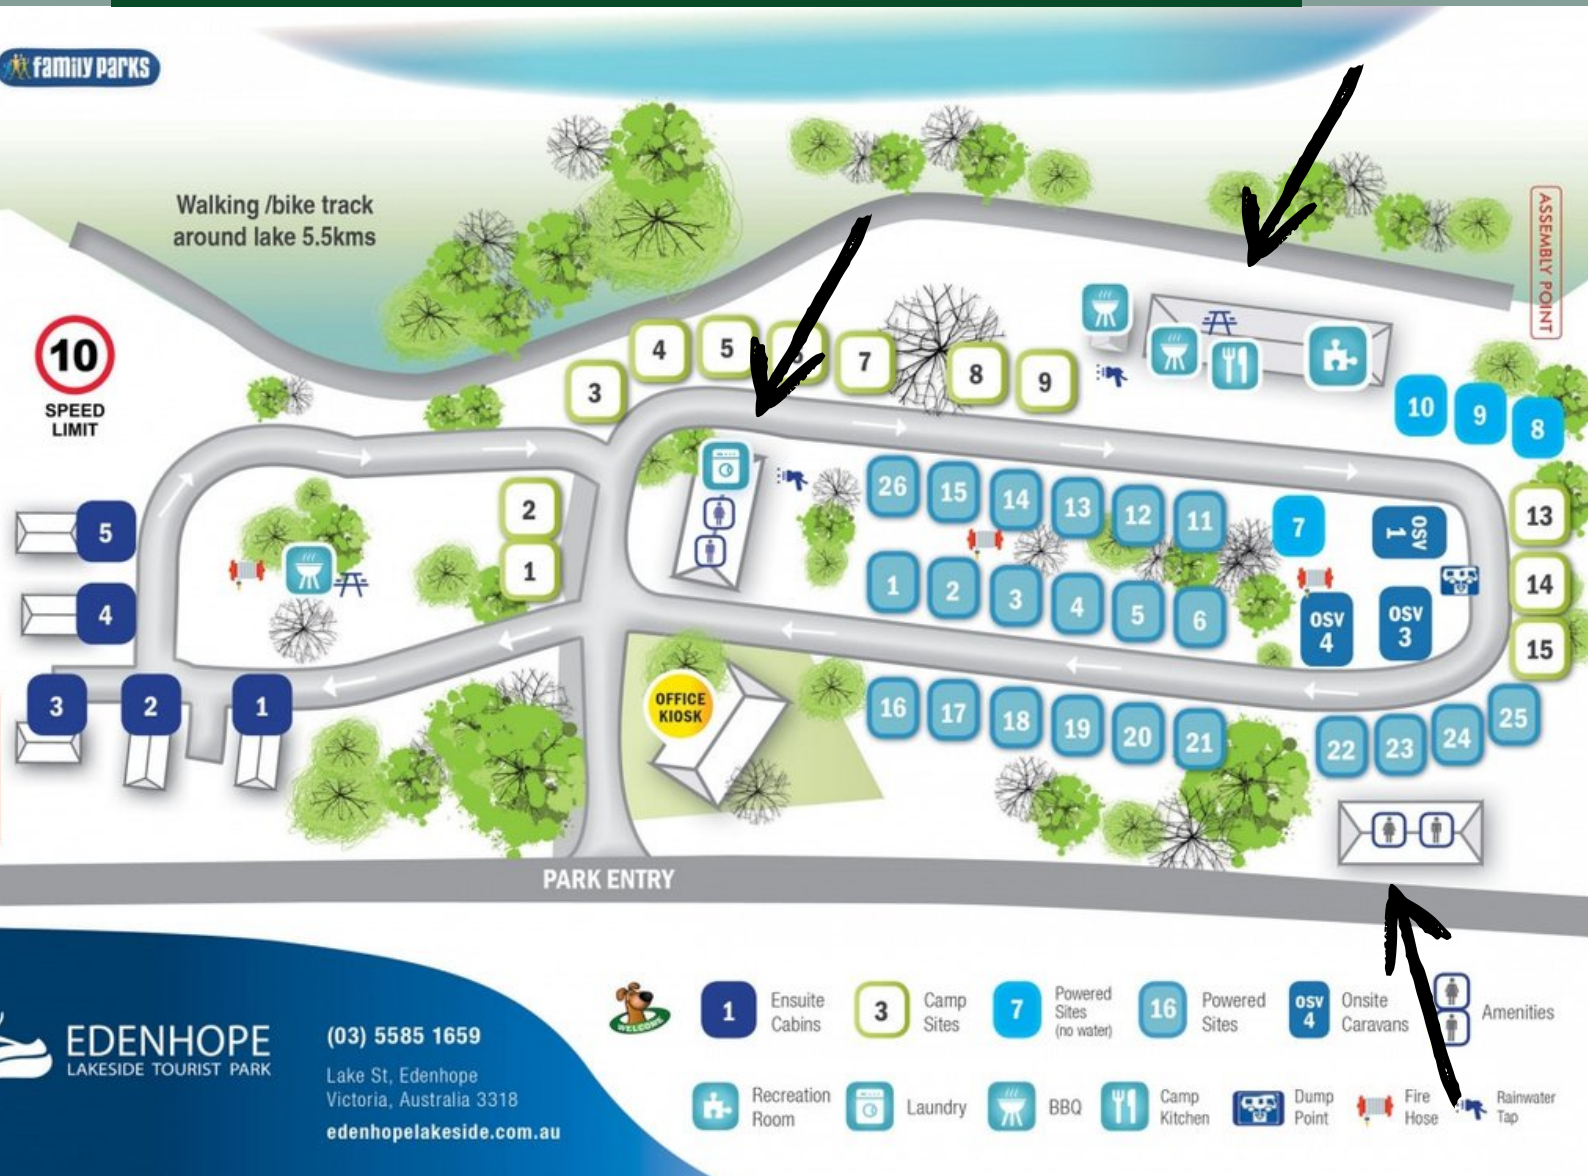 family parks
Walking /bike track
around lake 5.5kms
ASSEMBLY POINT
10
SPEED
LIMIT
3
4
5
7
8
9
10
9
8
5
4
3
2
1
2
1
26
15
14
13
12
11
7
OSV
1
13
14
15
1
2
3
4
5
6
OSV
4
OSV
3
OFFICE
KIOSK
16
17
18
19
20
21
22
23
24
25
PARK ENTRY
EDENHOPE
LAKESIDE TOURIST PARK
(03) 5585 1659
Lake St, Edenhope
Victoria, Australia 3318
edenhopelakeside.com.au
WELCOME
1
Ensuite
Cabins
3
Camp
Sites
7
Powered
Sites
(no water)
16
Powered
Sites
OSV
4
Onsite
Caravans
Amenities
Recreation
Room
Laundry
BBQ
Camp
Kitchen
Dump
Point
Fire
Hose
Rainwater
Tap